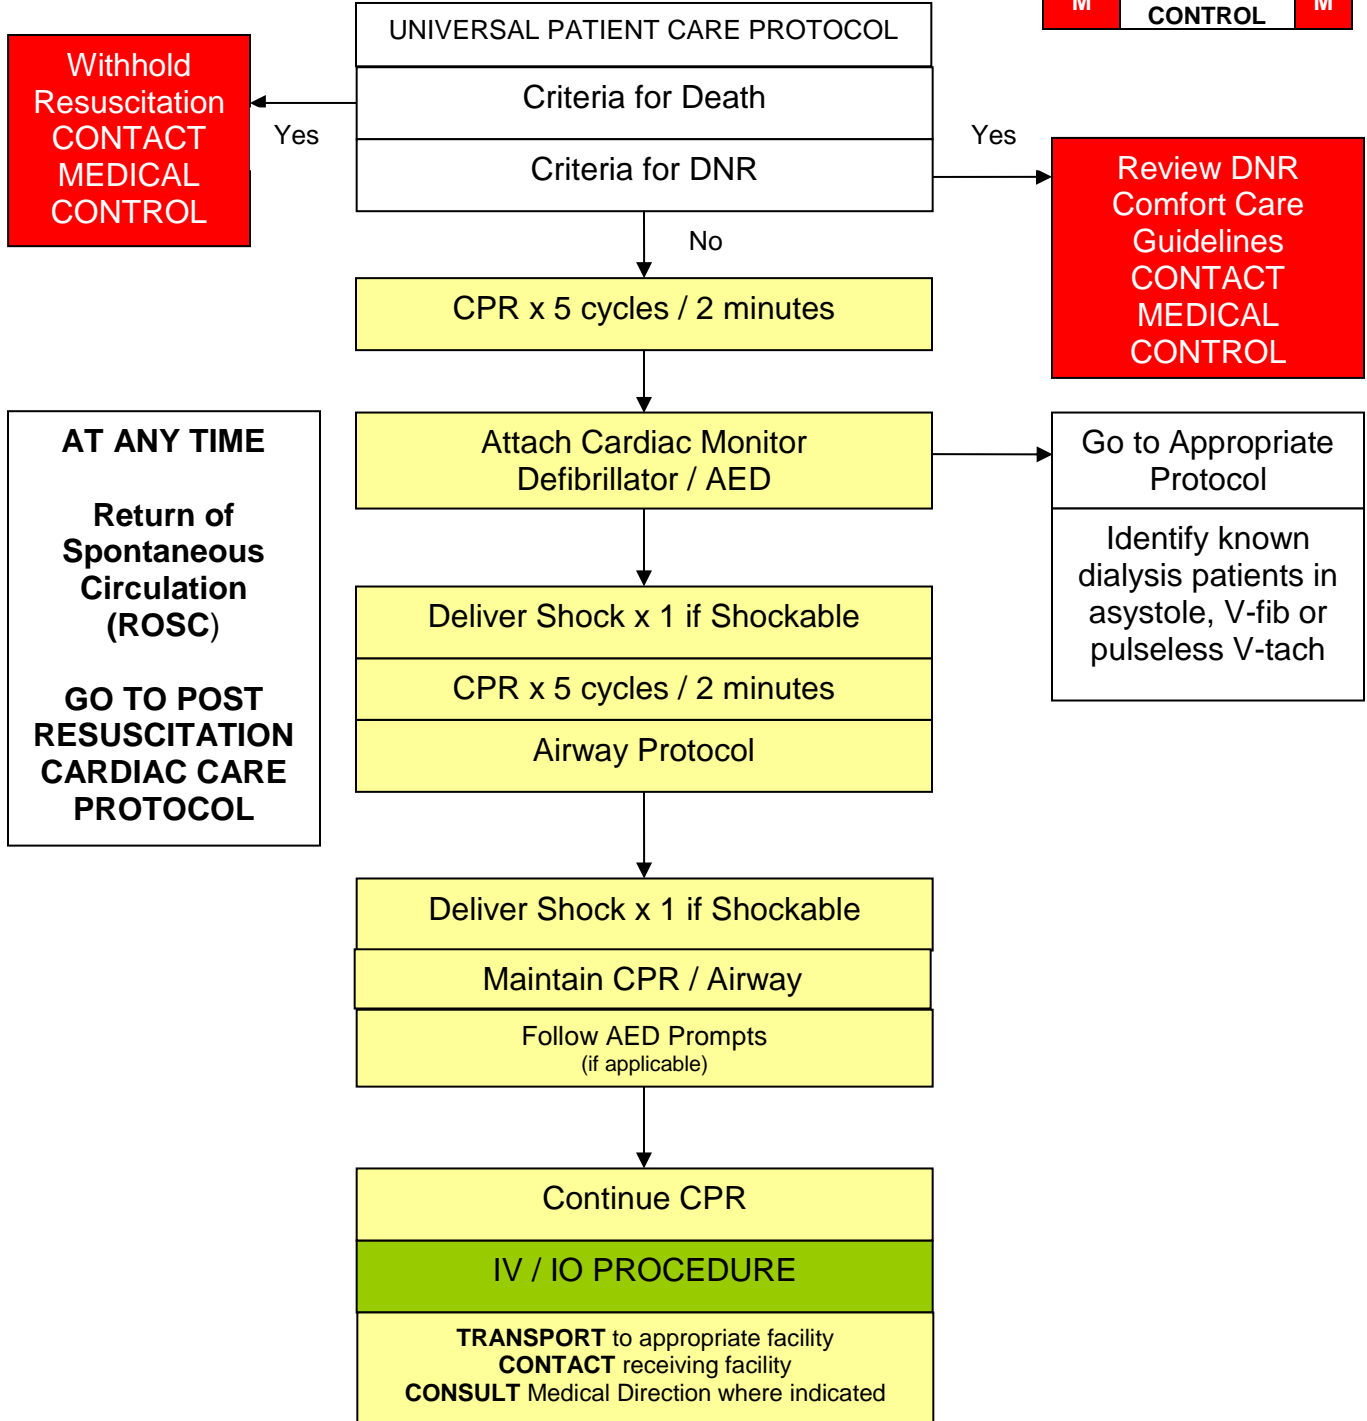 M
CONTROL
M
UNIVERSAL PATIENT CARE PROTOCOL
Criteria for Death
Criteria for DNR
Withhold
Resuscitation
CONTACT
MEDICAL
CONTROL
Yes
Yes
Review DNR
Comfort Care
Guidelines
CONTACT
MEDICAL
CONTROL
No
CPR x 5 cycles / 2 minutes
AT ANY TIME
Return of
Spontaneous
Circulation
(ROSC)
GO TO POST
RESUSCITATION
CARDIAC CARE
PROTOCOL
Attach Cardiac Monitor
Defibrillator / AED
Go to Appropriate
Protocol
Identify known
dialysis patients in
asystole, V-fib or
pulseless V-tach
Deliver Shock x 1 if Shockable
CPR x 5 cycles / 2 minutes
Airway Protocol
Deliver Shock x 1 if Shockable
Maintain CPR / Airway
Follow AED Prompts
(if applicable)
Continue CPR
IV / IO PROCEDURE
TRANSPORT to appropriate facility
CONTACT receiving facility
CONSULT Medical Direction where indicated